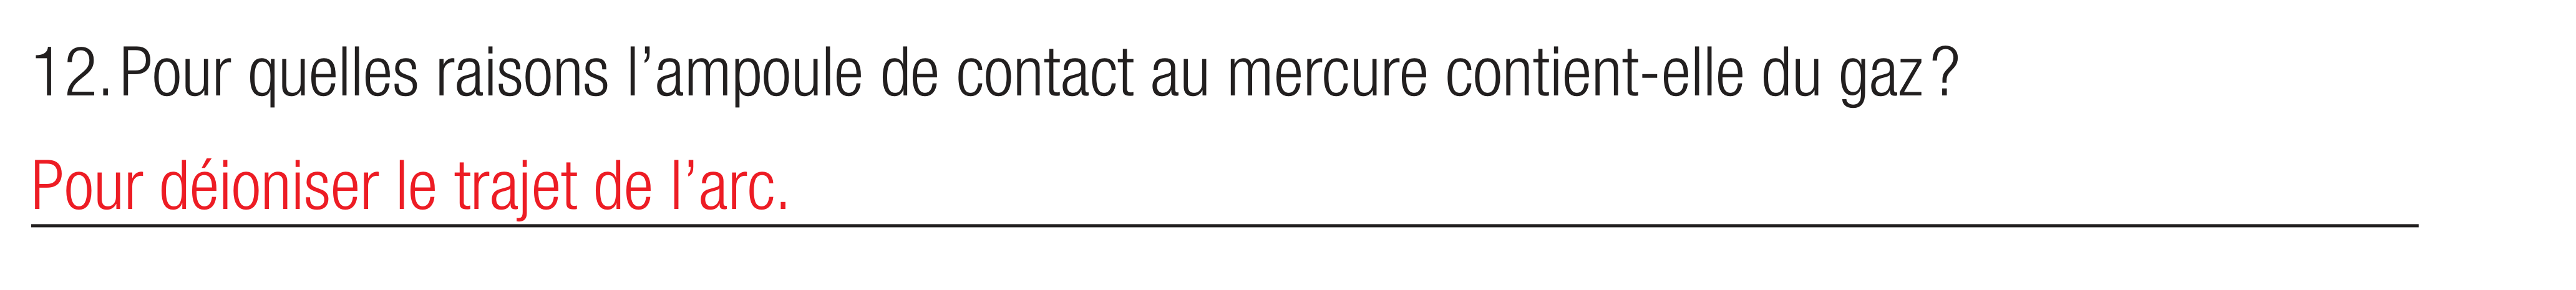 12. Pour quelles raisons l’ampoule de contact au mercure contient-elle du gaz ?
Pour déioniser le trajet de l’arc.